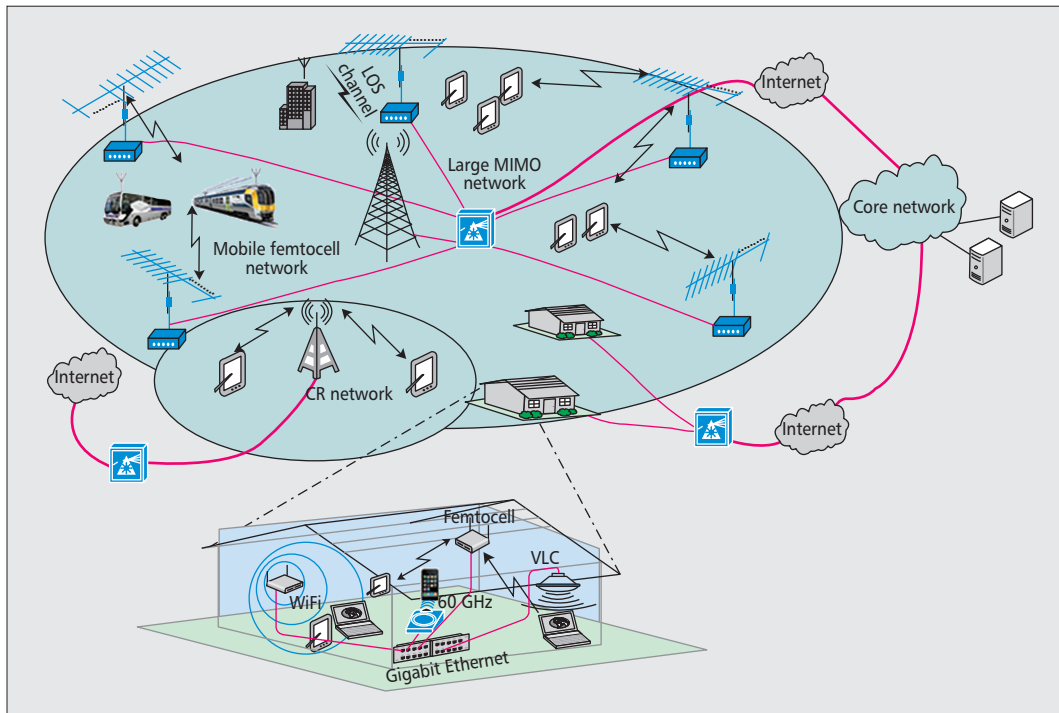 LOS
channel
Internet
Large MIMO
network
Core network
Mobile femtocell
network
Internet
CR network
Internet
Femtocell
VLC
WiFi
60 GHz
Gigabit Ethernet